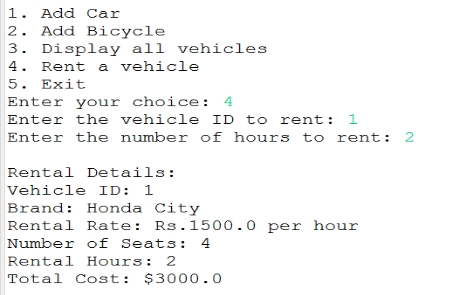 1. Add Car
2. Add Bicycle
3. Display all vehicles
4. Rent a vehicle
5. Exit
Enter your choice: 4
Enter the vehicle ID to rent: 1
Enter the number of hours to rent: 2
Rental Details:
Vehicle ID: 1
Brand: Honda City
Rental Rate: Rs.1500.0 per hour
Number of Seats: 4
Rental Hours: 2
Total Cost: $3000.0